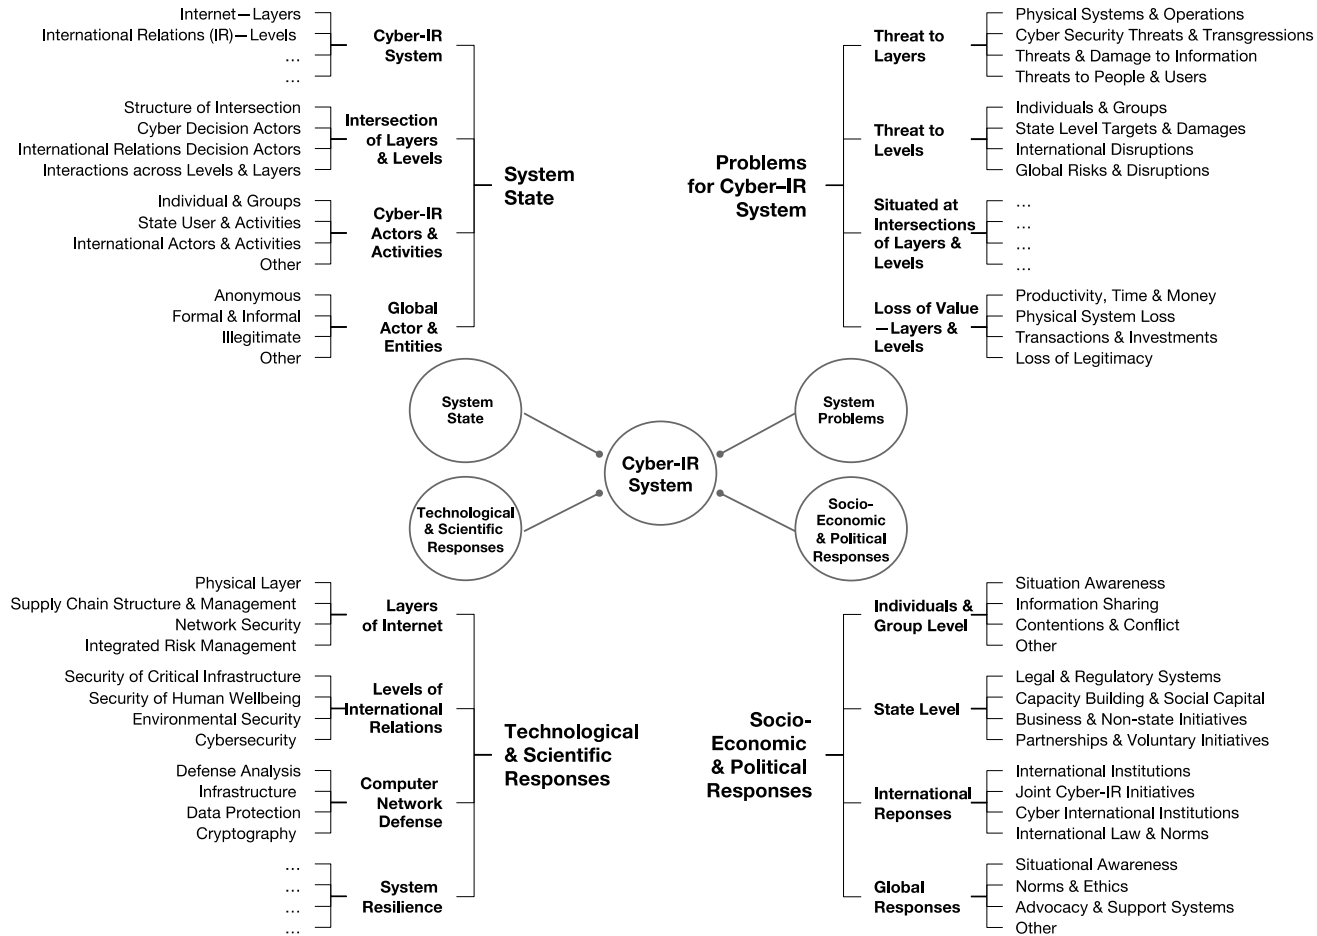 Internet—Layers
International Relations (IR)—Levels
...
...
Cyber-IR
System
Structure of Intersection
Cyber Decision Actors
International Relations Decision Actors
Interactions across Levels & Layers
Intersection
of Layers
& Levels
Individual & Groups
State User & Activities
International Actors & Activities
Other
Cyber-IR
Actors &
Activities
Anonymous
Formal & Informal
Illegitimate
Other
Global
Actor &
Entities
System
State
Problems
for Cyber–IR
System
Threat to
Layers
Physical Systems & Operations
Cyber Security Threats & Transgressions
Threats & Damage to Information
Threats to People & Users
Threat to
Levels
Individuals & Groups
State Level Targets & Damages
International Disruptions
Global Risks & Disruptions
Situated at
Intersections
of Layers &
Levels
...
...
...
...
Loss of Value
—Layers &
Levels
Productivity, Time & Money
Physical System Loss
Transactions & Investments
Loss of Legitimacy
System
State
System
Problems
Cyber-IR
System
Technological
& Scientific
Responses
Socio-
Economic
& Political
Responses
Physical Layer
Supply Chain Structure & Management
Network Security
Integrated Risk Management
Layers
of Internet
Security of Critical Infrastructure
Security of Human Wellbeing
Environmental Security
Cybersecurity
Levels of
International
Relations
Defense Analysis
Infrastructure
Data Protection
Cryptography
Computer
Network
Defense
...
...
...
...
System
Resilience
Technological
& Scientific
Responses
Socio-
Economic
& Political
Responses
Individuals &
Group Level
Situation Awareness
Information Sharing
Contentions & Conflict
Other
State Level
Legal & Regulatory Systems
Capacity Building & Social Capital
Business & Non-state Initiatives
Partnerships & Voluntary Initiatives
International
Reponses
International Institutions
Joint Cyber-IR Initiatives
Cyber International Institutions
International Law & Norms
Global
Responses
Situational Awareness
Norms & Ethics
Advocacy & Support Systems
Other